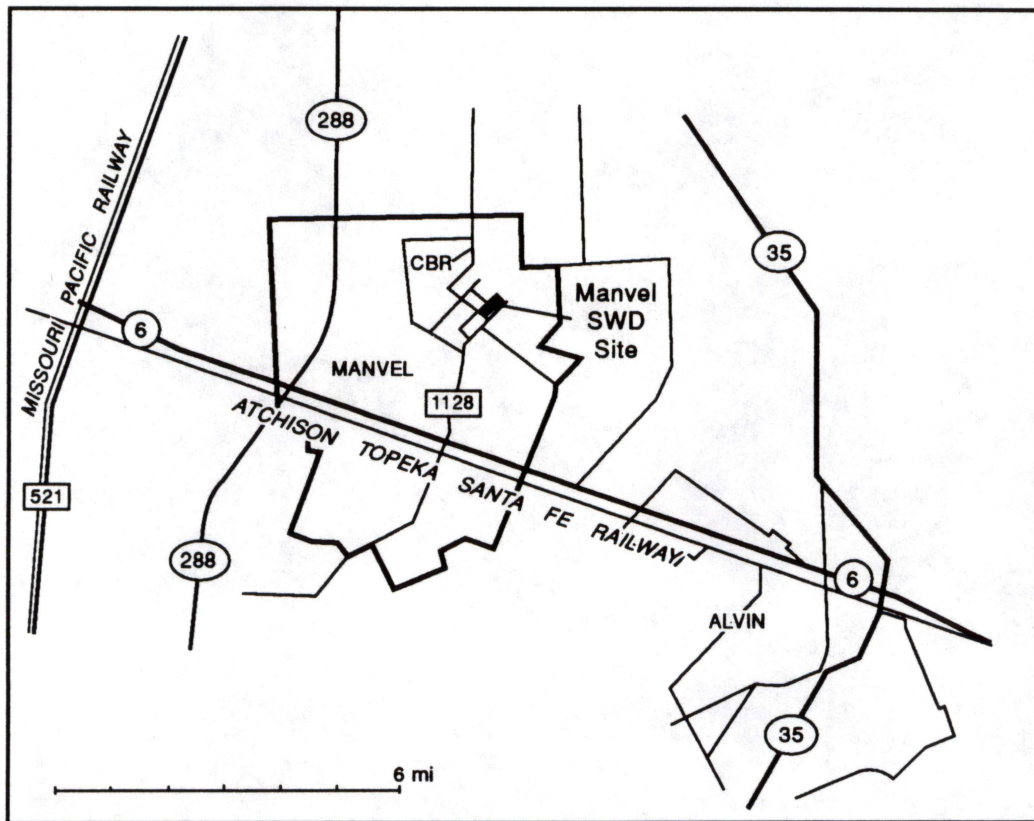 288
MISSOURI PACIFIC RAILWAY
35
CBR
Manvel
SWD
Site
6
MANVEL
1128
ATCHISON TOPEKA SANTA FE RAILWAY
521
288
6
ALVIN
35
6 mi